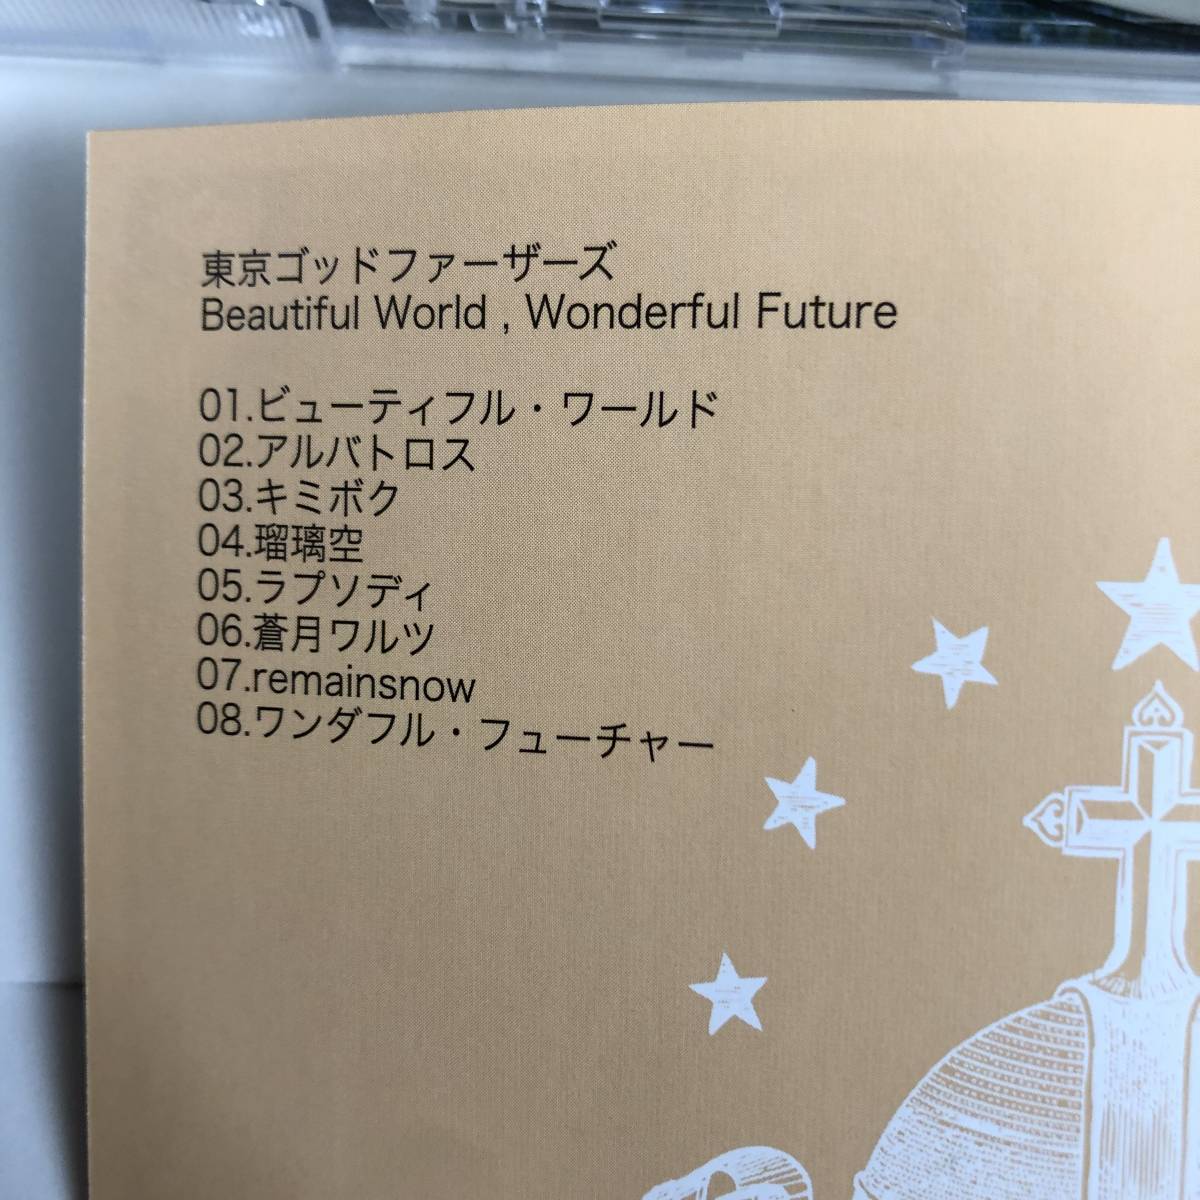 東京ゴッドファーザーズ
Beautiful World , Wonderful Future
01.ビューティフル・ワールド
02.アルバトロス
03.キミボク
04.瑠璃空
05.ラプソディ
06.蒼月ワルツ
07.remainsnow
08.ワンダフル・フューチャー